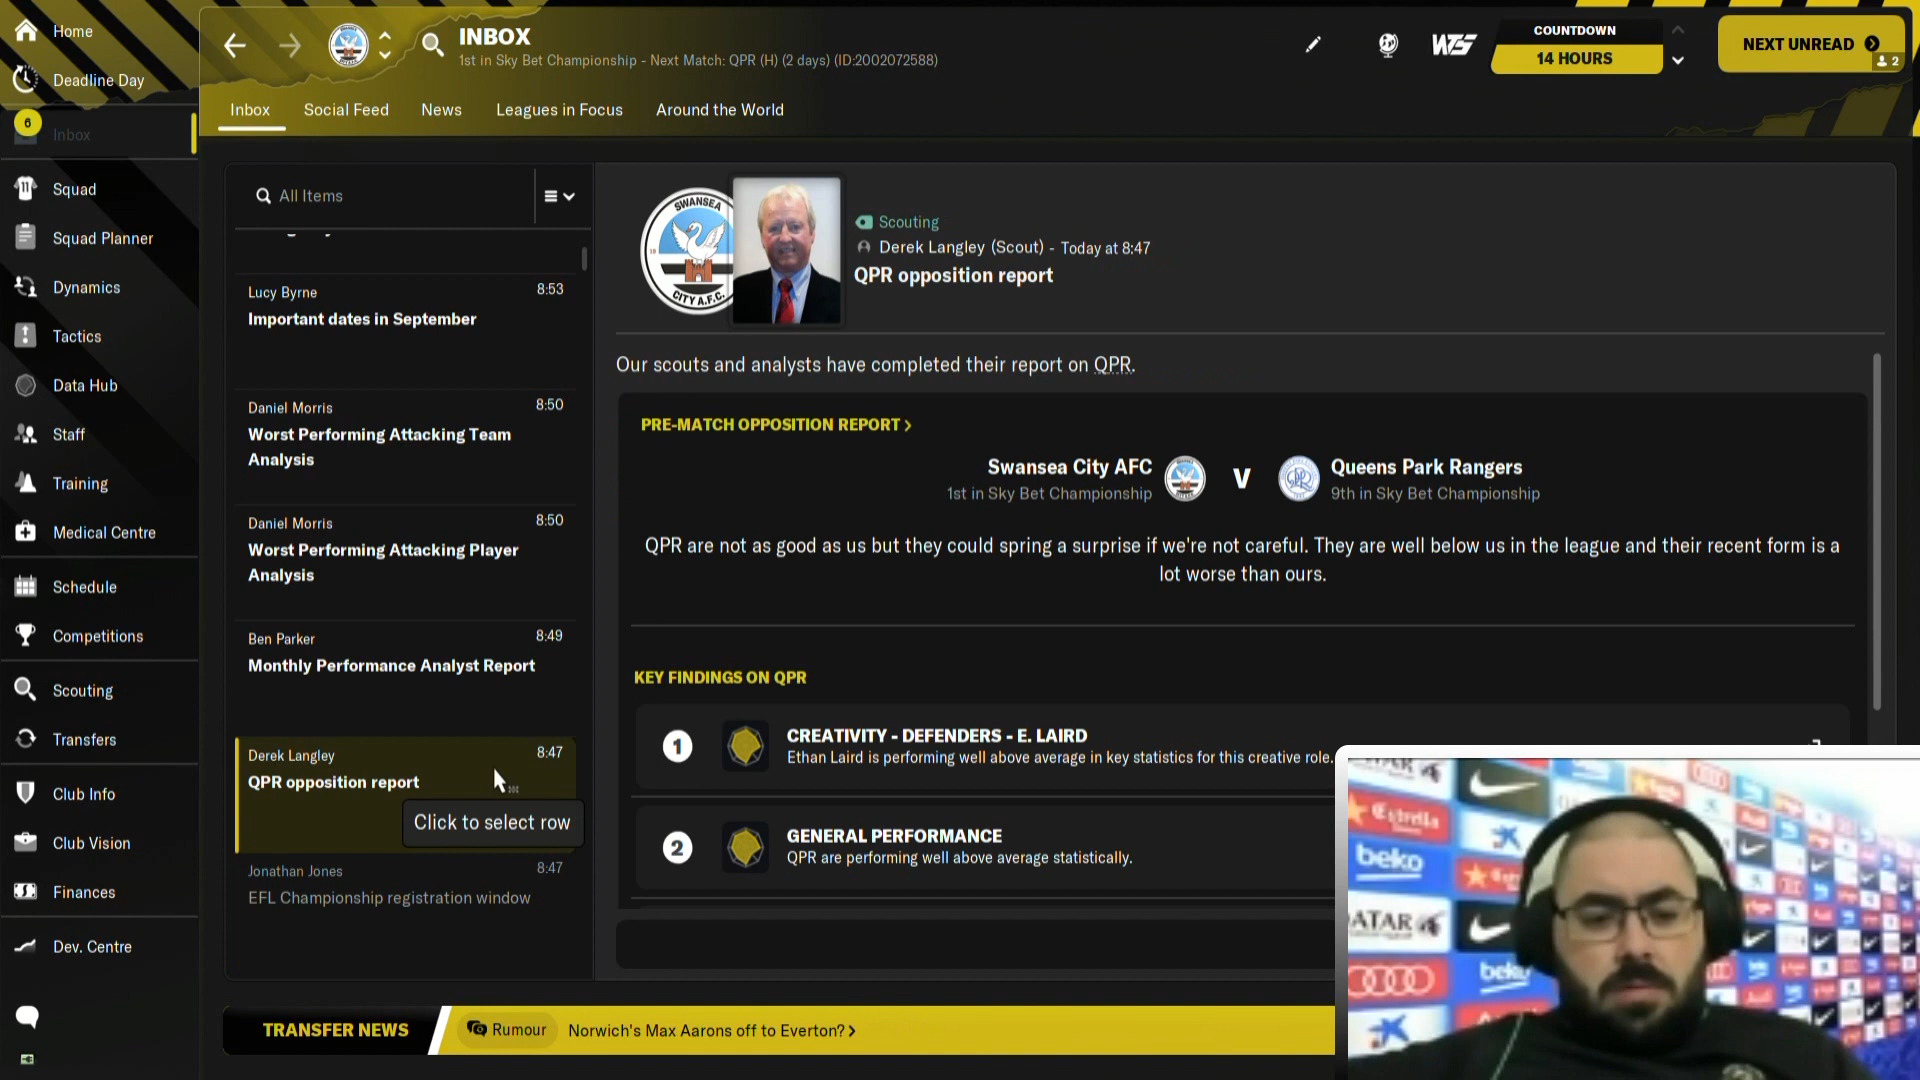 Home
Deadline Day
6
Inbox
Squad
Squad Planner
Dynamics
Tactics
Data Hub
Staff
Training
Medical Centre
Schedule
Competitions
Scouting
Transfers
Club Info
Club Vision
Finances
Dev. Centre
INBOX
1st in Sky Bet Championship - Next Match: QPR (H) (2 days) (ID:2002072588)
COUNTDOWN
14 HOURS
NEXT UNREAD
2
Inbox
Social Feed
News
Leagues in Focus
Around the World
All Items
Lucy Byrne
8:53
Important dates in September
Daniel Morris
8:50
Worst Performing Attacking Team
Analysis
Daniel Morris
8:50
Worst Performing Attacking Player
Analysis
Ben Parker
8:49
Monthly Performance Analyst Report
Derek Langley
8:47
QPR opposition report
Click to select row
Jonathan Jones
8:47
EFL Championship registration window
SWANSEA
CITY A.F.C.
Scouting
Derek Langley (Scout) - Today at 8:47
QPR opposition report
Our scouts and analysts have completed their report on QPR.
PRE-MATCH OPPOSITION REPORT
Swansea City AFC
1st in Sky Bet Championship
V
Queens Park Rangers
9th in Sky Bet Championship
QPR are not as good as us but they could spring a surprise if we're not careful. They are well below us in the league and their recent form is a
lot worse than ours.
KEY FINDINGS ON QPR
1
CREATIVITY - DEFENDERS - E. LAIRD
Ethan Laird is performing well above average in key statistics for this creative role.
2
GENERAL PERFORMANCE
QPR are performing well above average statistically.
TRANSFER NEWS
Rumour
Norwich's Max Aarons off to Everton?
Estrella
beko
QATAR
beko